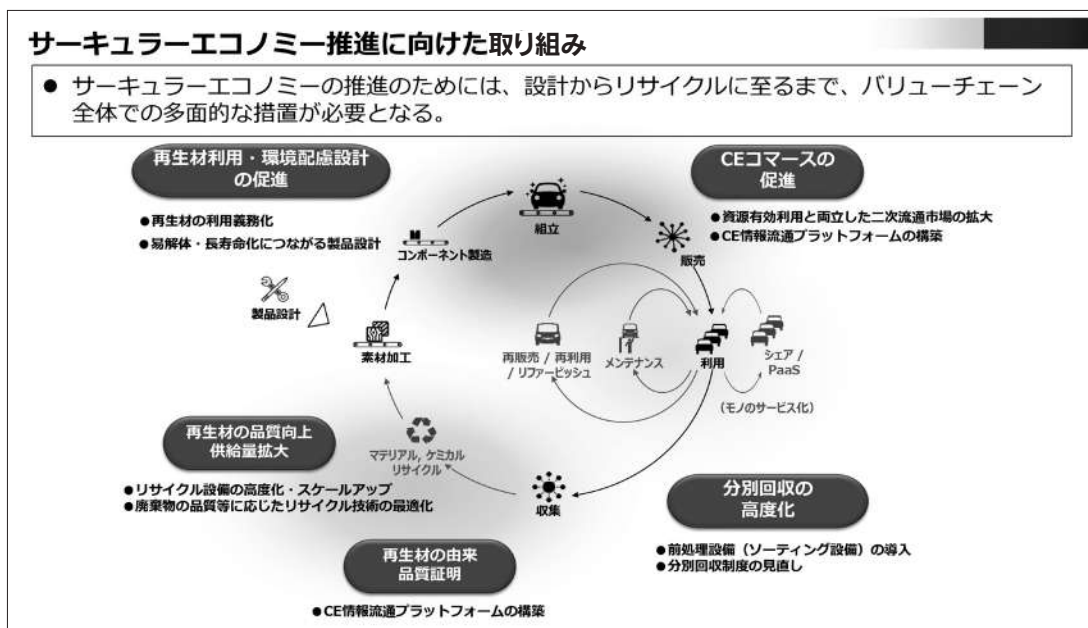 サーキュラーエコノミー推進に向けた取り組み
● サーキュラーエコノミーの推進のためには、設計からリサイクルに至るまで、バリューチェーン
全体での多面的な措置が必要となる。
再生材利用・環境配慮設計
の促進
●再生材の利用義務化
●易解体・長寿命化につながる製品設計
CEコマースの
促進
●資源有効利用と両立した二次流通市場の拡大
●CE情報流通プラットフォームの構築
組立
コンポーネント製造
販売
製品設計
素材加工
再販売 / 再利用
/ リファービッシュ
メンテナンス
利用
シェア /
PaaS
(モノのサービス化)
再生材の品質向上
供給量拡大
●リサイクル設備の高度化・スケールアップ
●廃棄物の品質等に応じたリサイクル技術の最適化
マテリアル, ケミカル
リサイクル
収集
分別回収の
高度化
●前処理設備（ソーティング設備）の導入
●分別回収制度の見直し
再生材の由来
品質証明
●CE情報流通プラットフォームの構築